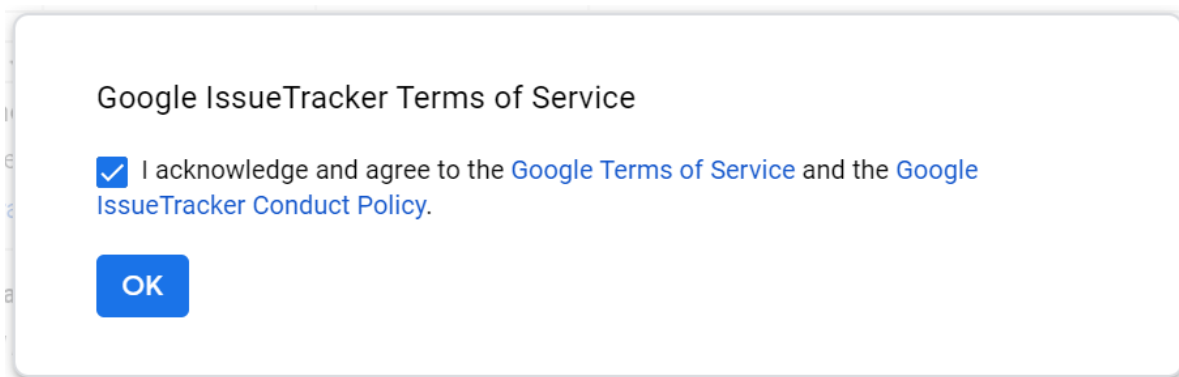 Google IssueTracker Terms of Service
I acknowledge and agree to the Google Terms of Service and the Google
IssueTracker Conduct Policy.
OK